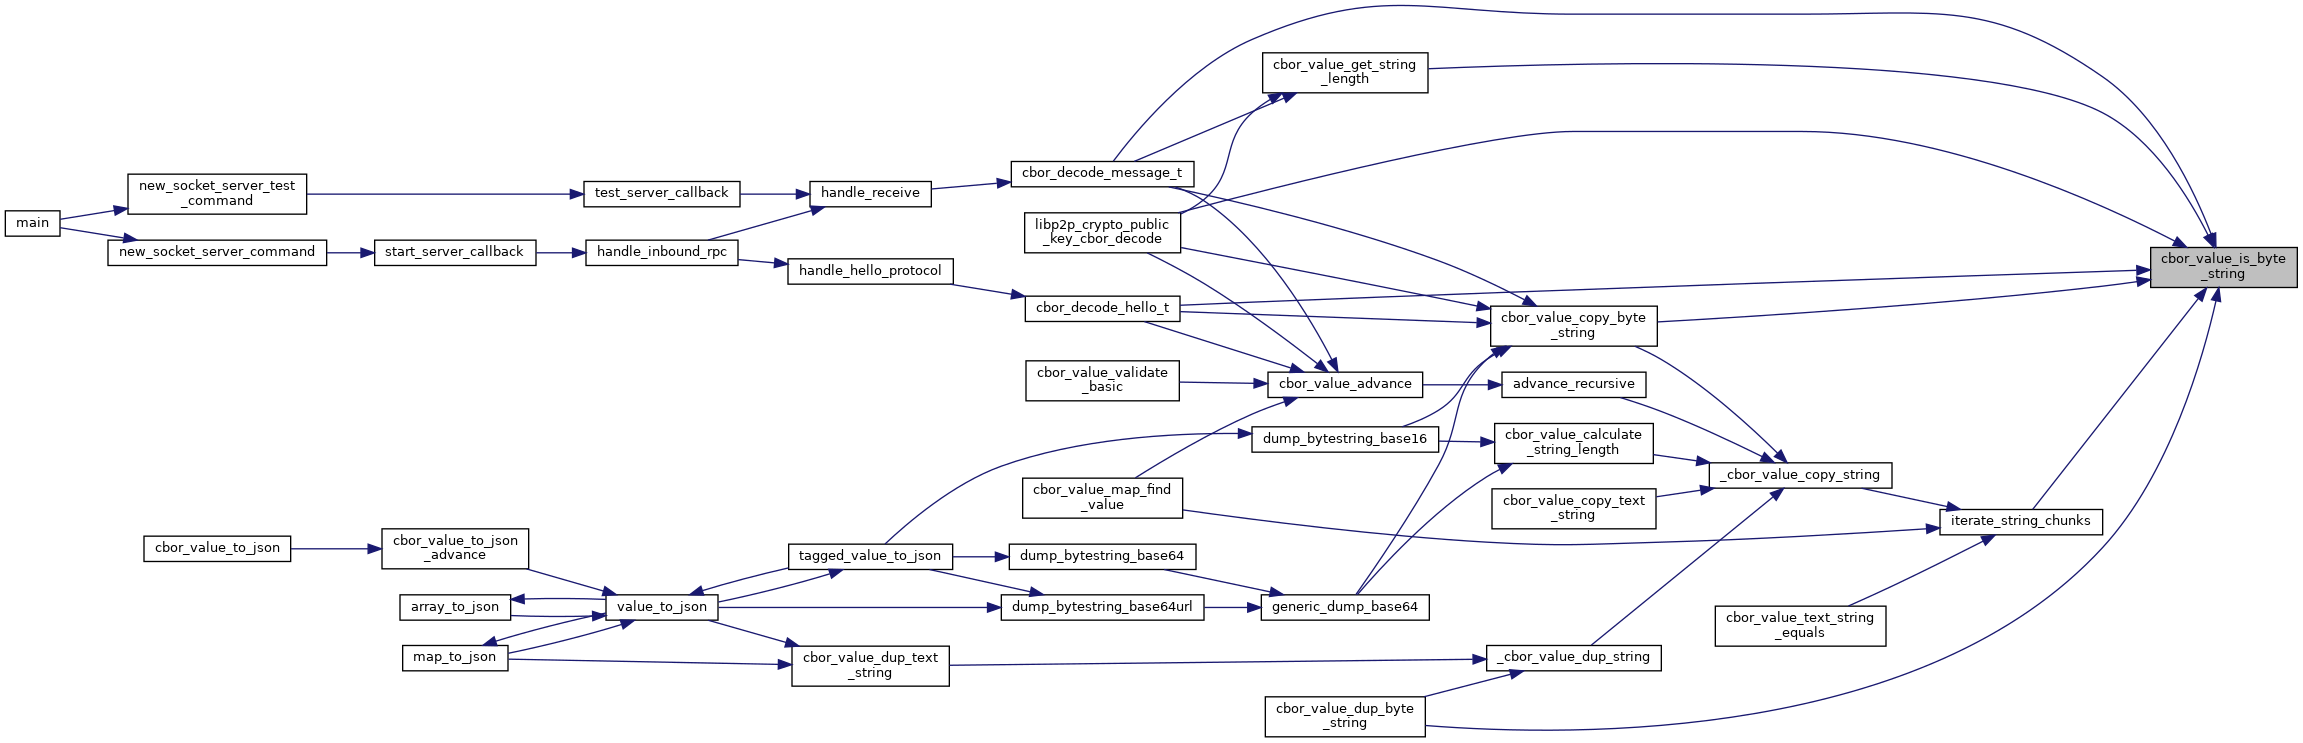 main
new_socket_server_test
_command
new_socket_server_command
start_server_callback
test_server_callback
handle_inbound_rpc
handle_receive
handle_hello_protocol
cbor_decode_message_t
libp2p_crypto_public
_key_cbor_decode
cbor_decode_hello_t
cbor_value_get_string
_length
cbor_value_is_byte
_string
cbor_value_copy_byte
_string
cbor_value_validate
_basic
cbor_value_advance
advance_recursive
dump_bytestring_base16
cbor_value_calculate
_string_length
_cbor_value_copy_string
cbor_value_map_find
_value
cbor_value_copy_text
_string
iterate_string_chunks
cbor_value_to_json
cbor_value_to_json
_advance
tagged_value_to_json
dump_bytestring_base64
array_to_json
value_to_json
dump_bytestring_base64url
generic_dump_base64
cbor_value_text_string
_equals
map_to_json
cbor_value_dup_text
_string
_cbor_value_dup_string
cbor_value_dup_byte
_string